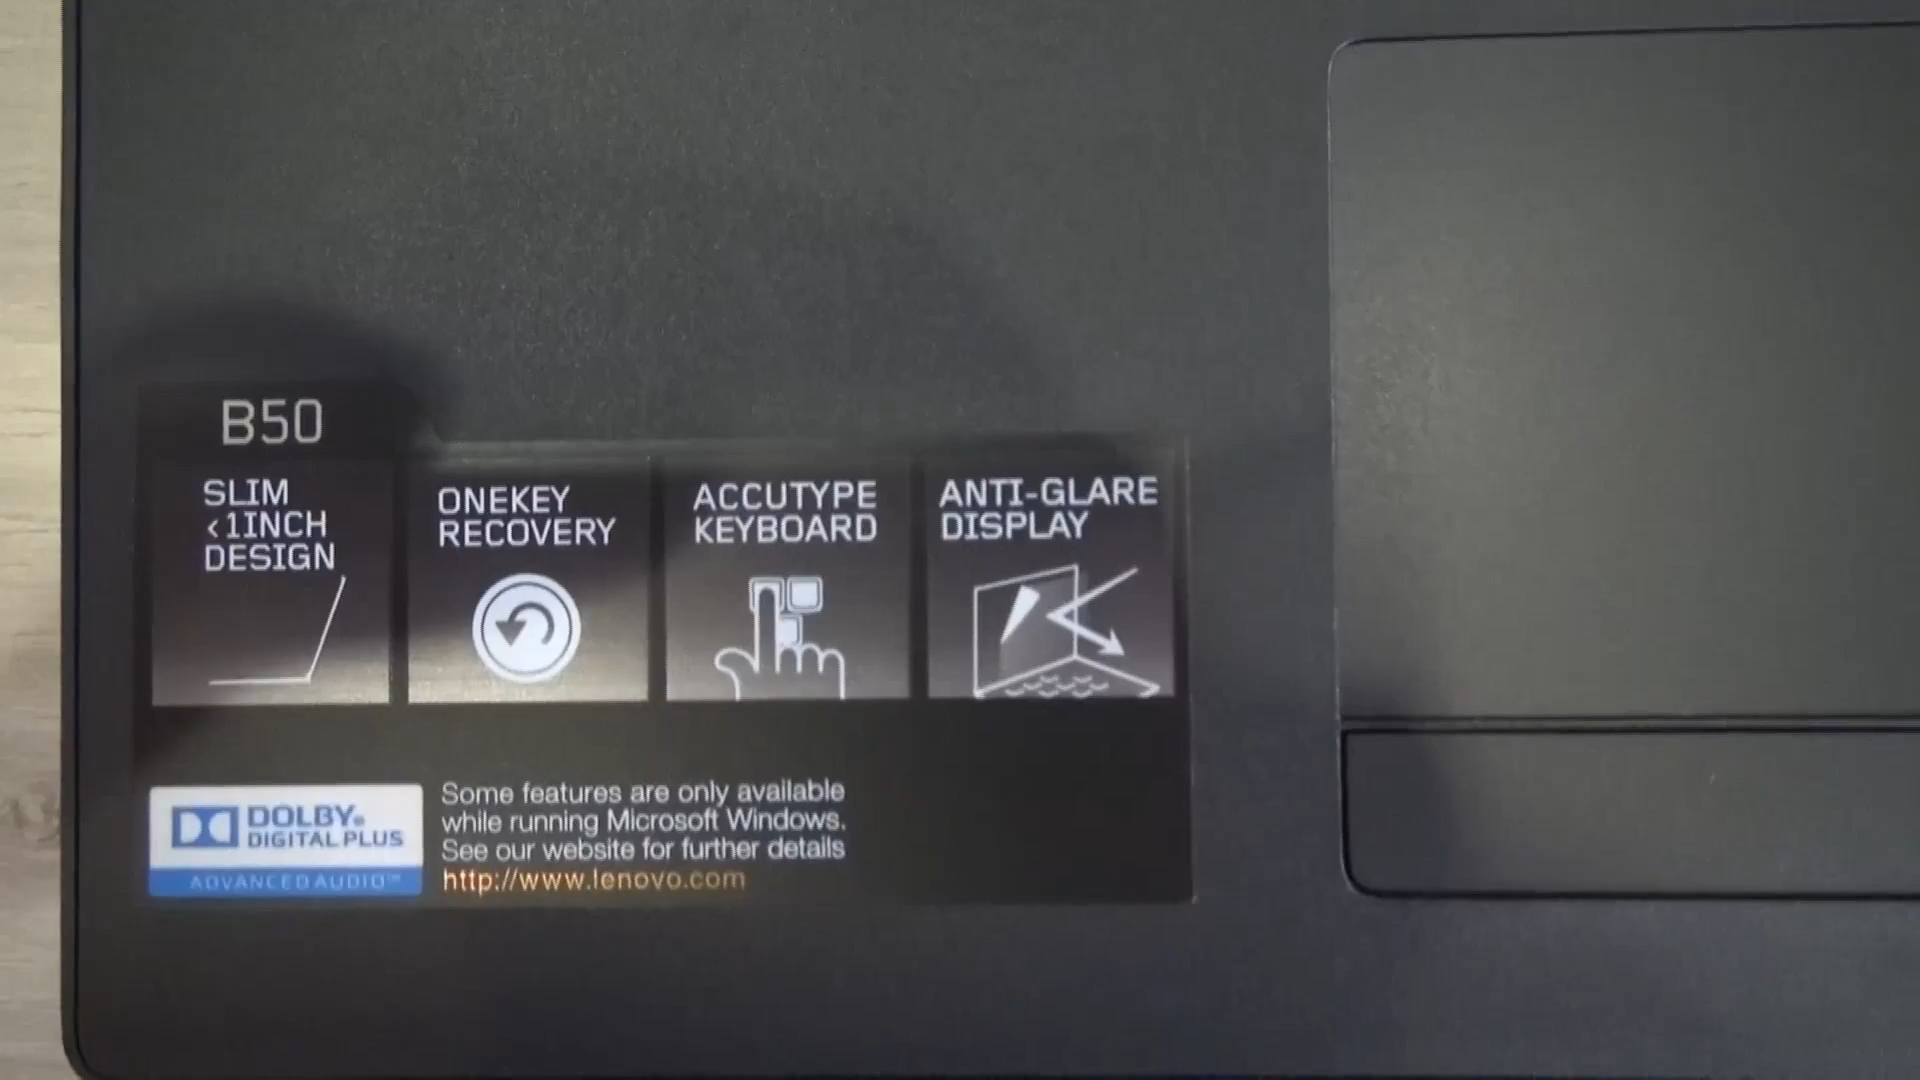 B50
SLIM
<1INCH
DESIGN
ONEKEY
RECOVERY
ACCUTYPE
KEYBOARD
ANTI-GLARE
DISPLAY
DOLBY®
DIGITAL PLUS
ADVANCED AUDIO™
Some features are only available
while running Microsoft Windows.
See our website for further details
http://www.lenovo.com